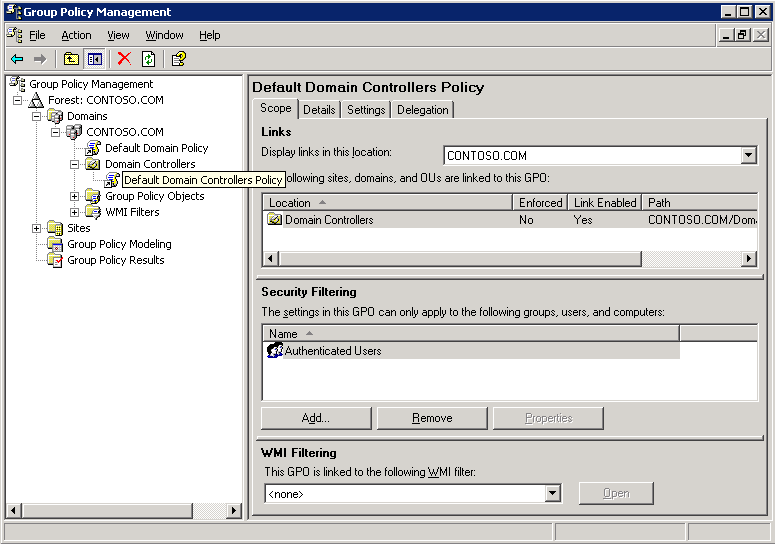 Group Policy Management
File Action View Window Help
Group Policy Management
Forest: CONTOSO.COM
Domains
CONTOSO.COM
Default Domain Policy
Domain Controllers
Default Domain Controllers Policy
Group Policy Objects
WMI Filters
Sites
Group Policy Modeling
Group Policy Results
Default Domain Controllers Policy
Scope Details Settings Delegation
Links
Display links in this location: CONTOSO.COM
following sites, domains, and OUs are linked to this GPO:
Location Enforced Link Enabled Path
Domain Controllers No Yes CONTOSO.COM/Doma
Security Filtering
The settings in this GPO can only apply to the following groups, users, and computers:
Name
Authenticated Users
Add... Remove Properties
WMI Filtering
This GPO is linked to the following WMI filter:
<none> Open